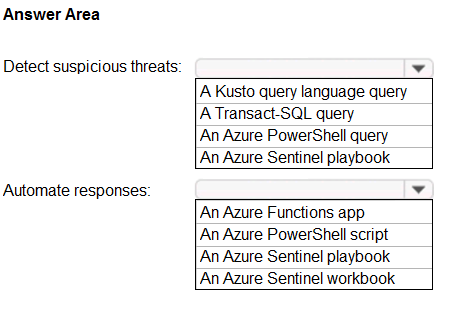 Answer Area
Detect suspicious threats:
A Kusto query language query
A Transact-SQL query
An Azure PowerShell query
An Azure Sentinel playbook
Automate responses:
An Azure Functions app
An Azure PowerShell script
An Azure Sentinel playbook
An Azure Sentinel workbook